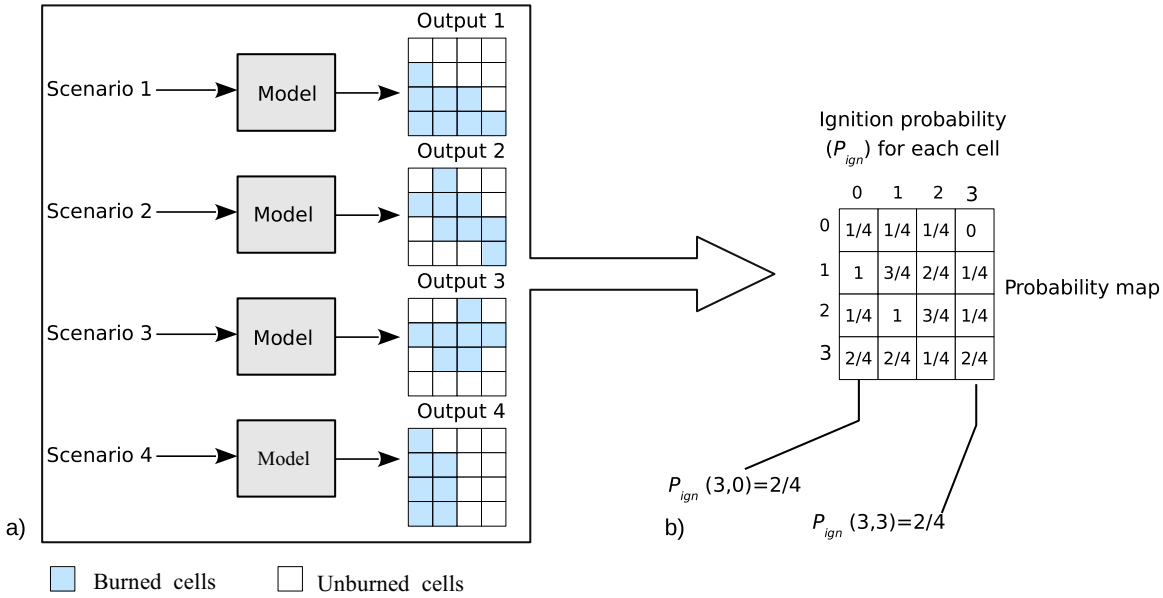 Output 1
Scenario 1
Model
Output 2
Scenario 2
Model
Output 3
Scenario 3
Model
Output 4
Scenario 4
Model
a)
Burned cells
Unburned cells
Ignition probability
(Pign) for each cell
0 1 2 3
0 1/4 1/4 1/4 0
1 1 3/4 2/4 1/4
2 1/4 1 3/4 1/4
3 2/4 2/4 1/4 2/4
Probability map
Pign (3,0)=2/4
Pign (3,3)=2/4
b)